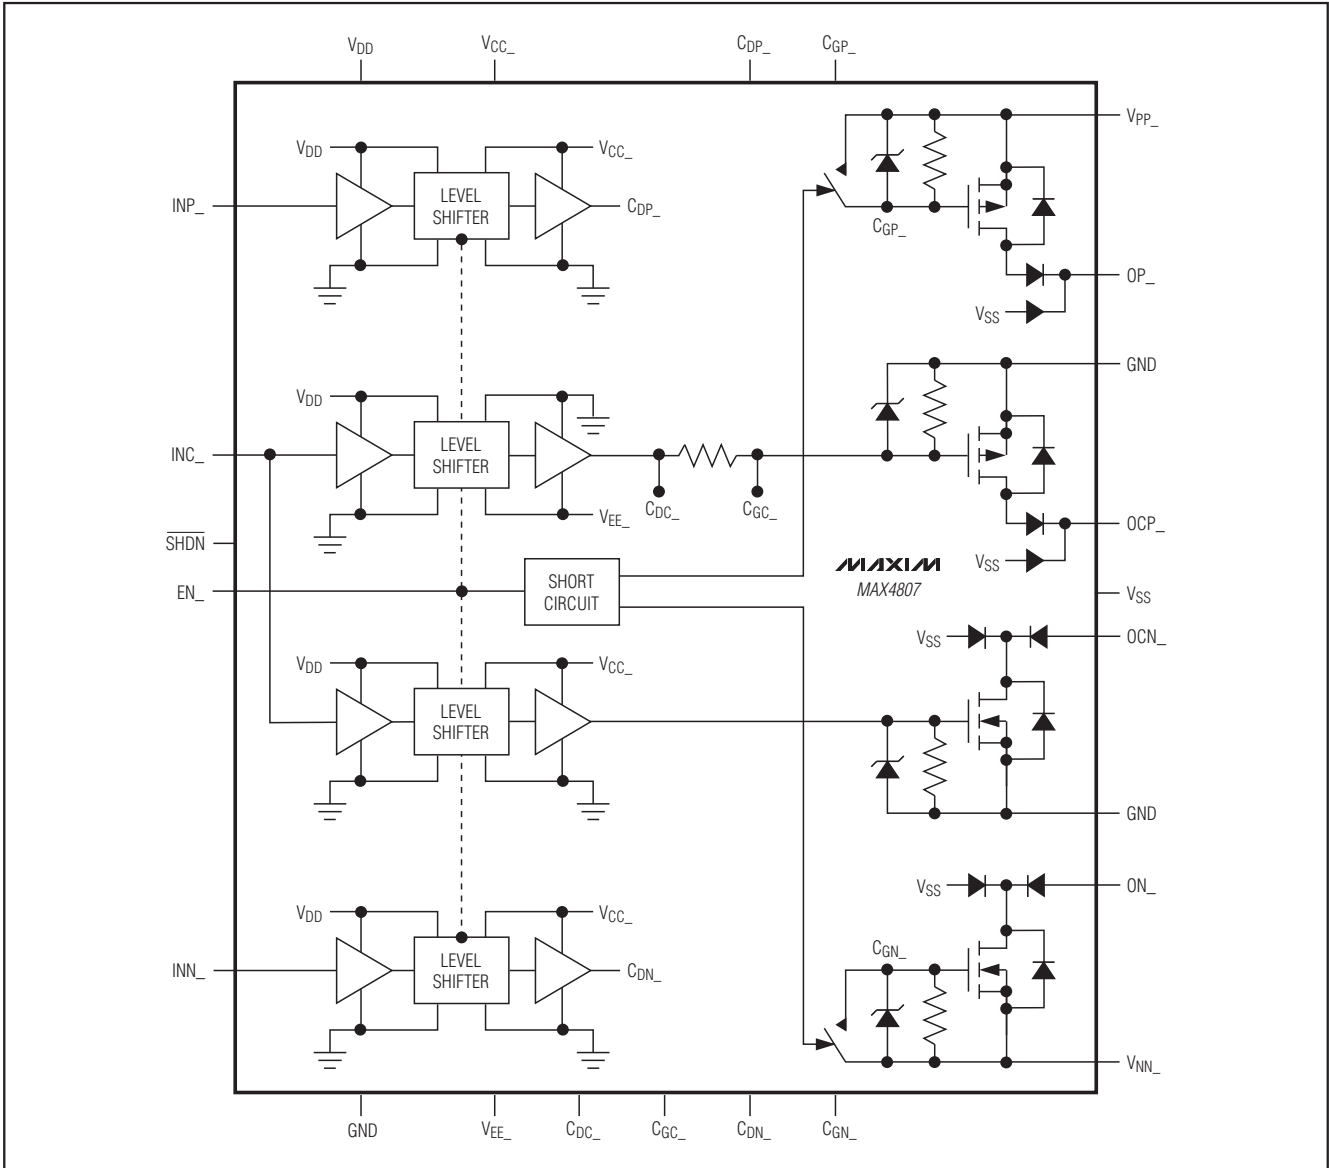 VDD
VCC_
CDP_
CGP_
VPP_
VDD
VCC_
INP_
LEVEL
SHIFTER
CDP_
CGP_
OP_
VSS
GND
VDD
INC_
LEVEL
SHIFTER
VEE_
CDC_
CGC_
OCP_
VSS
SHDN
EN_
SHORT
CIRCUIT
MAXIM
MAX4807
VSS
VSS
OCN_
VDD
VCC_
LEVEL
SHIFTER
GND
VSS
ON_
VDD
VCC_
INN_
LEVEL
SHIFTER
CDN_
CGN_
VNN_
GND
VEE_
CDC_
CGC_
CDN_
CGN_